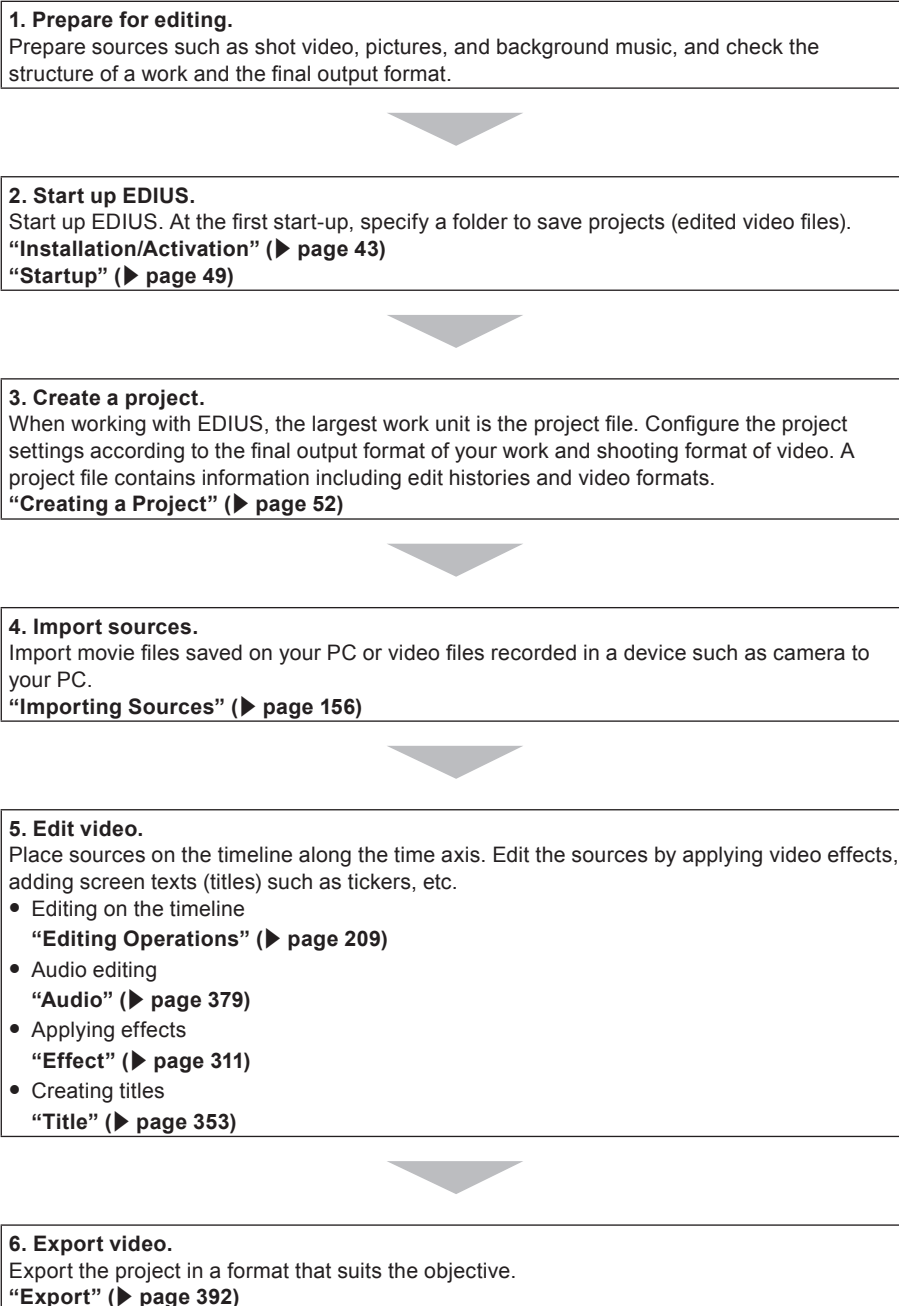 1. Prepare for editing.
Prepare sources such as shot video, pictures, and background music, and check the
structure of a work and the final output format.
2. Start up EDIUS.
Start up EDIUS. At the first start-up, specify a folder to save projects (edited video files).
“Installation/Activation” (▶ page 43)
“Startup” (▶ page 49)
3. Create a project.
When working with EDIUS, the largest work unit is the project file. Configure the project
settings according to the final output format of your work and shooting format of video. A
project file contains information including edit histories and video formats.
“Creating a Project” (▶ page 52)
4. Import sources.
Import movie files saved on your PC or video files recorded in a device such as camera to
your PC.
“Importing Sources” (▶ page 156)
5. Edit video.
Place sources on the timeline along the time axis. Edit the sources by applying video effects,
adding screen texts (titles) such as tickers, etc.
• Editing on the timeline
“Editing Operations” (▶ page 209)
• Audio editing
“Audio” (▶ page 379)
• Applying effects
“Effect” (▶ page 311)
• Creating titles
“Title” (▶ page 353)
6. Export video.
Export the project in a format that suits the objective.
“Export” (▶ page 392)